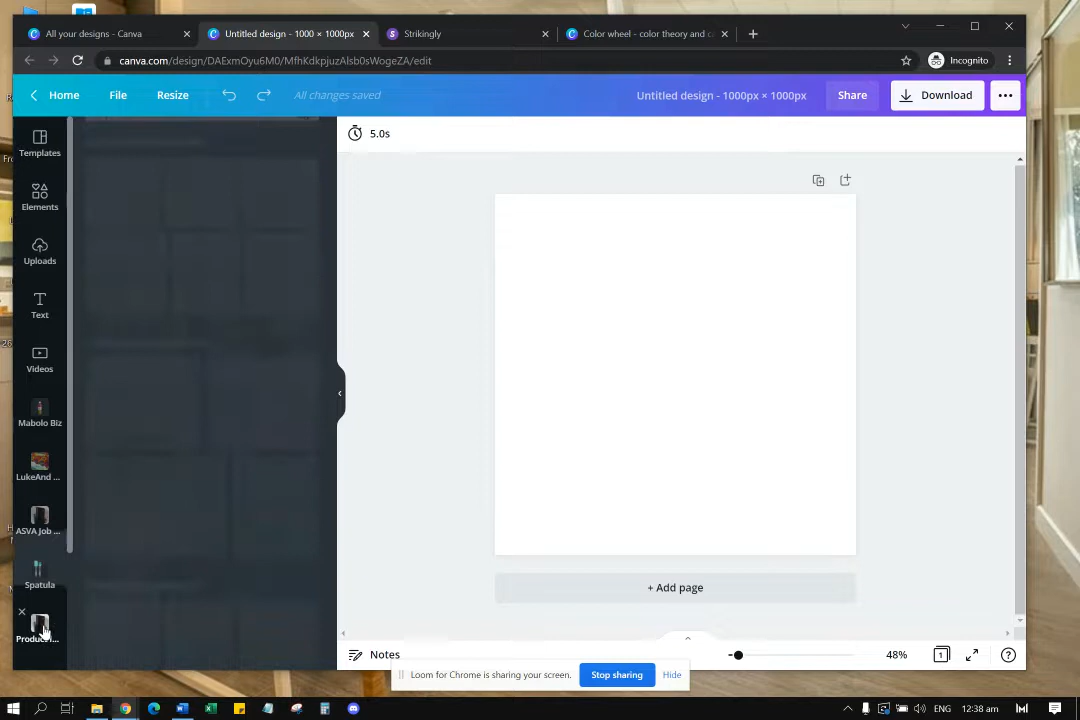 All your designs - Canva
Untitled design - 1000 × 1000px
Strikingly
Color wheel - color theory and ca
canva.com/design/DAExmOyu6M0/MfhKdkpjuzAlsb0sWogeZA/edit
Incognito
Home
File
Resize
All changes saved
Untitled design - 1000px × 1000px
Share
Download
5.0s
Templates
Elements
Uploads
Text
Videos
Mabolo Biz
LukeAnd ...
ASVA Job ...
Spatula
+ Add page
Notes
48%
1
Loom for Chrome is sharing your screen.
Stop sharing
Hide
ENG
12:38 am